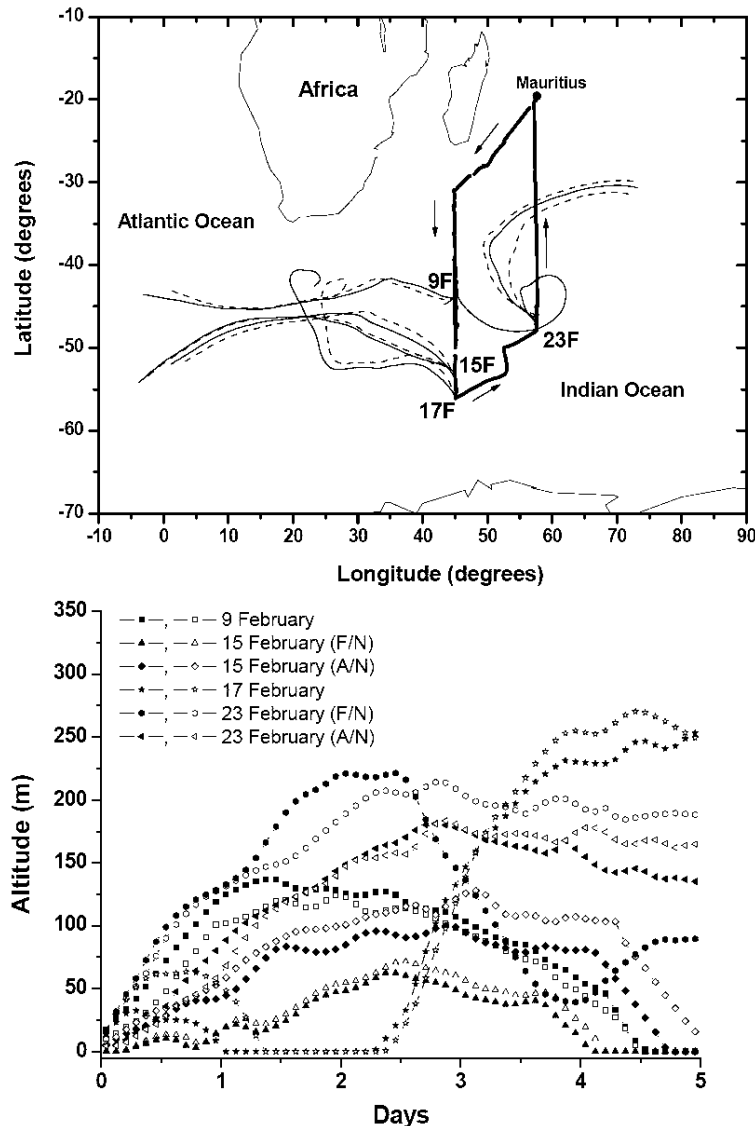 -10
-20
-30
-40
-50
-60
-70
Latitude (degrees)
Africa
Mauritius
Atlantic Ocean
9F
15F
23F
17F
Indian Ocean
-10 0 10 20 30 40 50 60 70 80 90
Longitude (degrees)
350
300
250
200
150
100
50
0
Altitude (m)
9 February
15 February (F/N)
15 February (A/N)
17 February
23 February (F/N)
23 February (A/N)
0 1 2 3 4 5
Days